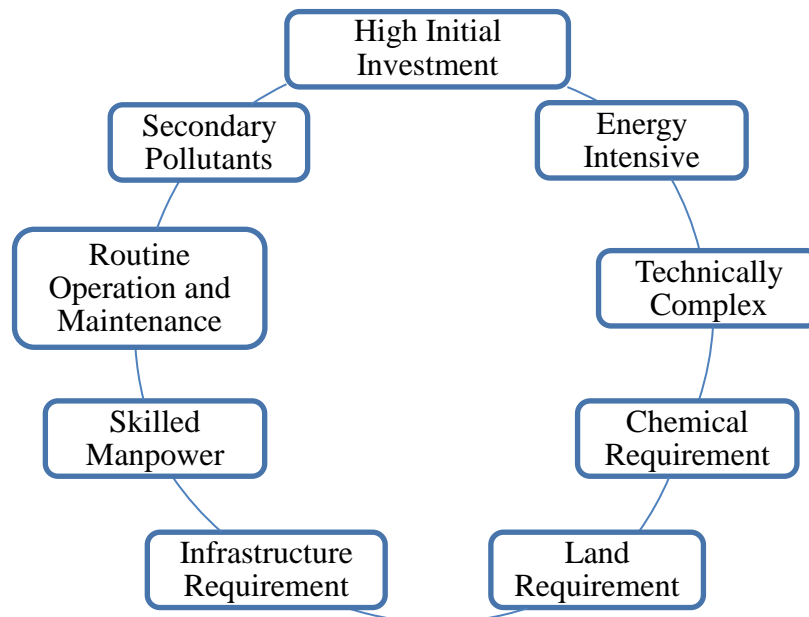 High Initial
Investment
Energy
Intensive
Technically
Complex
Chemical
Requirement
Land
Requirement
Infrastructure
Requirement
Skilled
Manpower
Routine
Operation and
Maintenance
Secondary
Pollutants